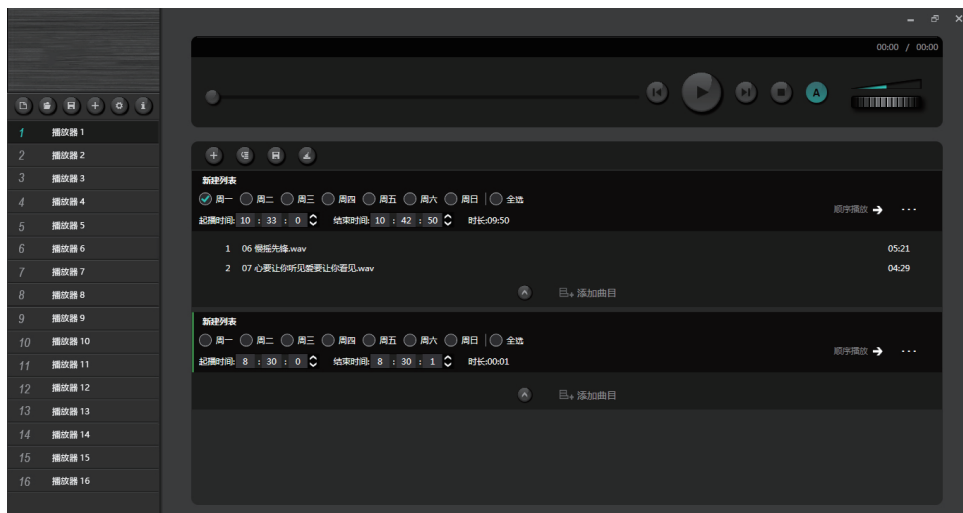 00:00 / 00:00
A
1 播放器 1
2 播放器 2
3 播放器 3
4 播放器 4
5 播放器 5
6 播放器 6
7 播放器 7
8 播放器 8
9 播放器 9
10 播放器 10
11 播放器 11
12 播放器 12
13 播放器 13
14 播放器 14
15 播放器 15
16 播放器 16
新建列表
周一 周二 周三 周四 周五 周六 周日 | 全选
起播时间: 10 : 33 : 0 结束时间: 10 : 42 : 50 时长:09:50
顺序播放 → ···
1 06 慢摇先锋.wav 05:21
2 07 心要让你听见爱要让你看见.wav 04:29
添加曲目
新建列表
周一 周二 周三 周四 周五 周六 周日 | 全选
起播时间: 8 : 30 : 0 结束时间: 8 : 30 : 1 时长:00:01
顺序播放 → ···
添加曲目